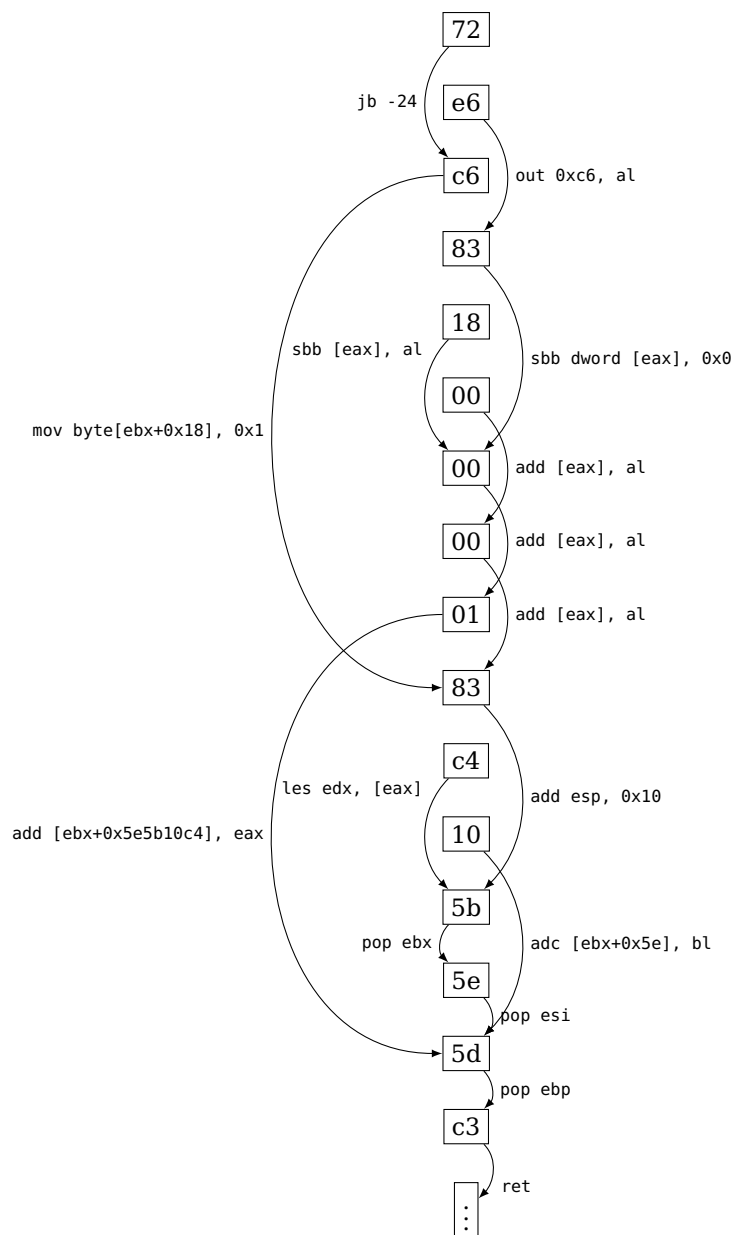 72
jb -24
e6
c6
out 0xc6, al
83
18
sbb [eax], al
sbb dword [eax], 0x0
00
mov byte[ebx+0x18], 0x1
00
add [eax], al
00
add [eax], al
01
add [eax], al
83
c4
les edx, [eax]
add esp, 0x10
10
add [ebx+0x5e5b10c4], eax
5b
pop ebx
adc [ebx+0x5e], bl
5e
pop esi
5d
pop ebp
c3
ret
⋮